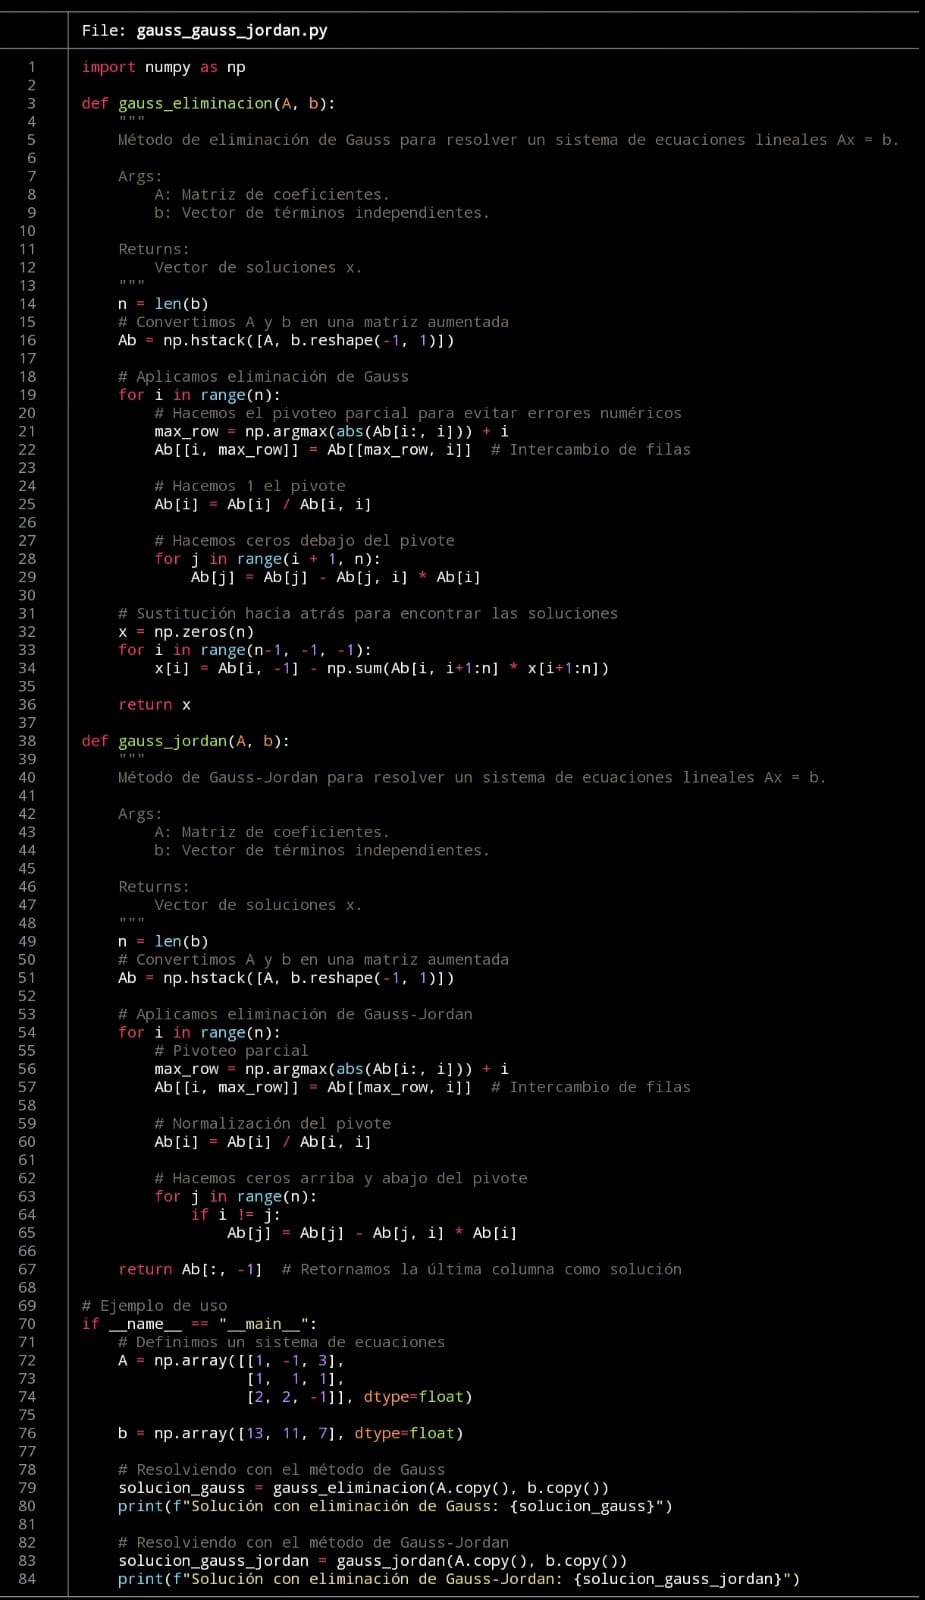 File: gauss_gauss_jordan.py
1 import numpy as np
2
3 def gauss_eliminacion(A, b):
4     """
5     Método de eliminación de Gauss para resolver un sistema de ecuaciones lineales Ax = b.
6
7     Args:
8         A: Matriz de coeficientes.
9         b: Vector de términos independientes.
10
11     Returns:
12         Vector de soluciones x.
13     """
14     n = len(b)
15     # Convertimos A y b en una matriz aumentada
16     Ab = np.hstack([A, b.reshape(-1, 1)])
17
18     # Aplicamos eliminación de Gauss
19     for i in range(n):
20         # Hacemos el pivoteo parcial para evitar errores numéricos
21         max_row = np.argmax(abs(Ab[i:, i])) + i
22         Ab[[i, max_row]] = Ab[[max_row, i]]  # Intercambio de filas
23
24         # Hacemos 1 el pivote
25         Ab[i] = Ab[i] / Ab[i, i]
26
27         # Hacemos ceros debajo del pivote
28         for j in range(i + 1, n):
29             Ab[j] = Ab[j] - Ab[j, i] * Ab[i]
30
31     # Sustitución hacia atrás para encontrar las soluciones
32     x = np.zeros(n)
33     for i in range(n-1, -1, -1):
34         x[i] = Ab[i, -1] - np.sum(Ab[i, i+1:n] * x[i+1:n])
35
36     return x
37
38 def gauss_jordan(A, b):
39     """
40     Método de Gauss-Jordan para resolver un sistema de ecuaciones lineales Ax = b.
41
42     Args:
43         A: Matriz de coeficientes.
44         b: Vector de términos independientes.
45
46     Returns:
47         Vector de soluciones x.
48     """
49     n = len(b)
50     # Convertimos A y b en una matriz aumentada
51     Ab = np.hstack([A, b.reshape(-1, 1)])
52
53     # Aplicamos eliminación de Gauss-Jordan
54     for i in range(n):
55         # Pivoteo parcial
56         max_row = np.argmax(abs(Ab[i:, i])) + i
57         Ab[[i, max_row]] = Ab[[max_row, i]]  # Intercambio de filas
58
59         # Normalización del pivote
60         Ab[i] = Ab[i] / Ab[i, i]
61
62         # Hacemos ceros arriba y abajo del pivote
63         for j in range(n):
64             if i != j:
65                 Ab[j] = Ab[j] - Ab[j, i] * Ab[i]
66
67     return Ab[:, -1]  # Retornamos la última columna como solución
68
69 # Ejemplo de uso
70 if __name__ == "__main__":
71     # Definimos un sistema de ecuaciones
72     A = np.array([[1, -1, 3],
73                   [1,  1, 1],
74                   [2, 2, -1]], dtype=float)
75
76     b = np.array([13, 11, 7], dtype=float)
77
78     # Resolviendo con el método de Gauss
79     solucion_gauss = gauss_eliminacion(A.copy(), b.copy())
80     print(f"Solución con eliminación de Gauss: {solucion_gauss}")
81
82     # Resolviendo con el método de Gauss-Jordan
83     solucion_gauss_jordan = gauss_jordan(A.copy(), b.copy())
84     print(f"Solución con eliminación de Gauss-Jordan: {solucion_gauss_jordan}")